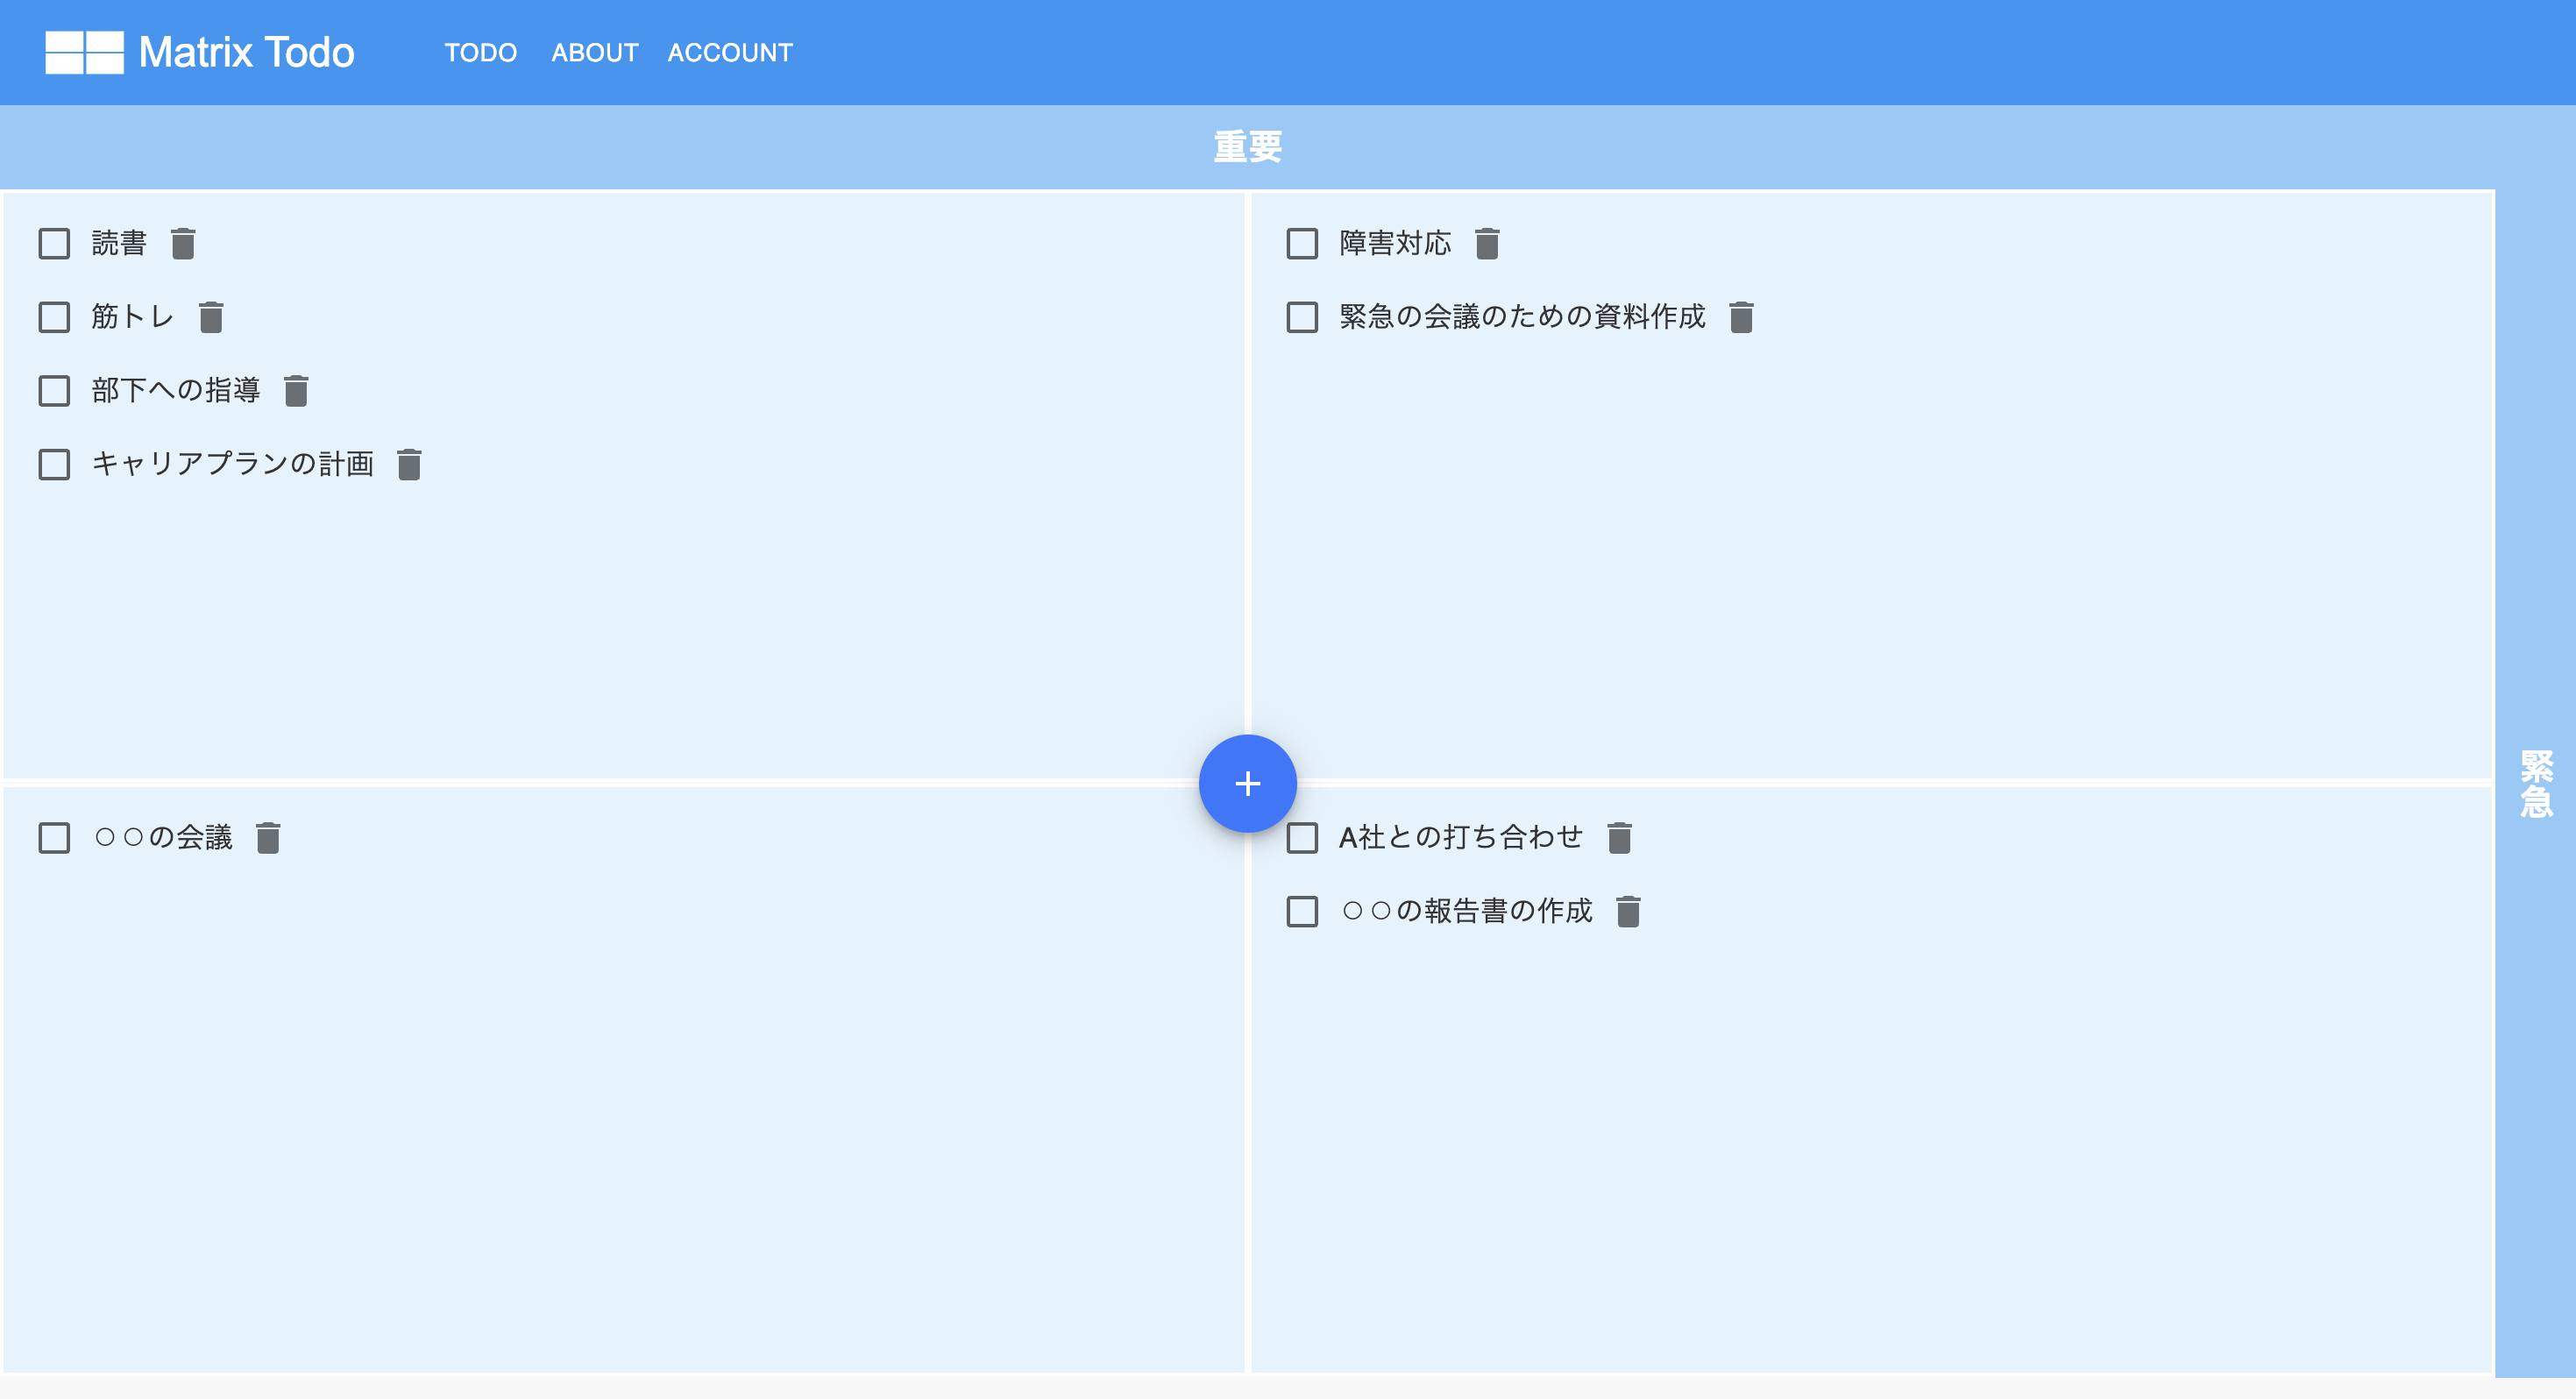 Matrix Todo
TODO ABOUT ACCOUNT
重要
読書
筋トレ
部下への指導
キャリアプランの計画
障害対応
緊急の会議のための資料作成
緊急
○○の会議
A社との打ち合わせ
○○の報告書の作成